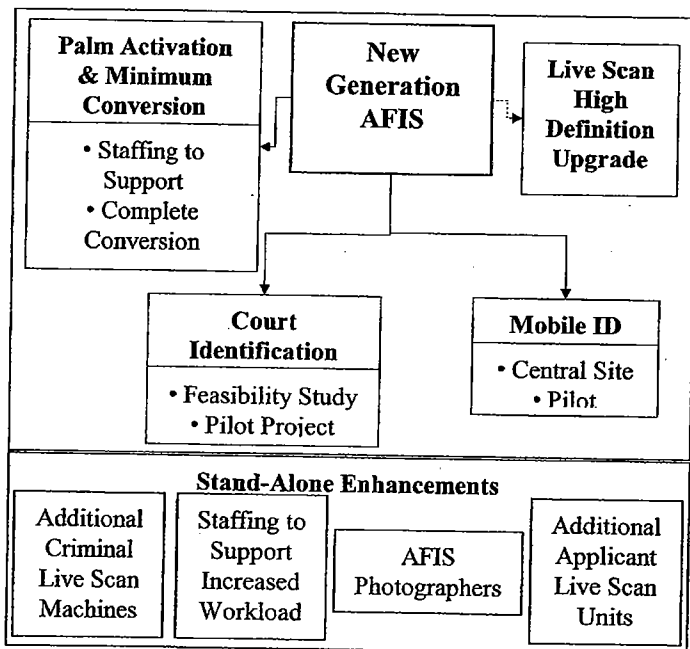 Palm Activation
& Minimum
Conversion
• Staffing to
Support
• Complete
Conversion
New
Generation
AFIS
Live Scan
High
Definition
Upgrade
Court
Identification
• Feasibility Study
• Pilot Project
Mobile ID
• Central Site
• Pilot
Stand-Alone Enhancements
Additional
Criminal
Live Scan
Machines
Staffing to
Support
Increased
Workload
AFIS
Photographers
Additional
Applicant
Live Scan
Units